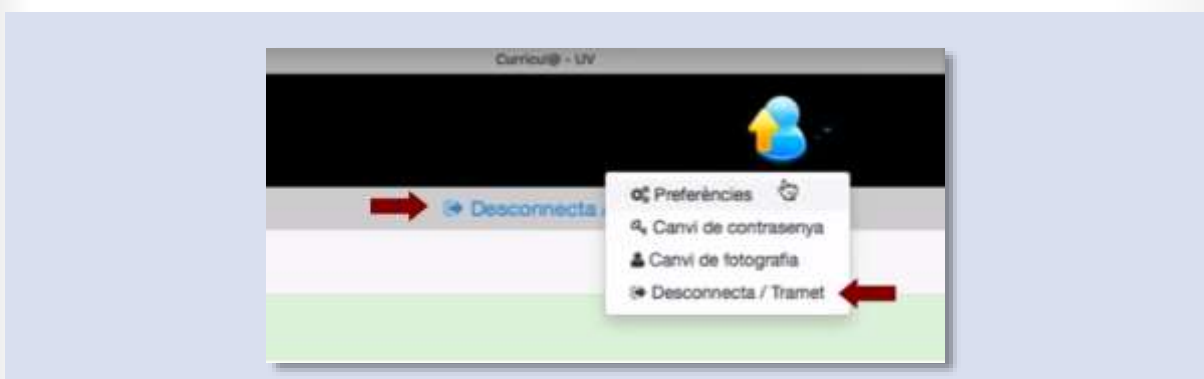 Curricul@ - UV
Desconnecta /
Preferències
Canvi de contrasenya
Canvi de fotografia
Desconnecta / Tramet